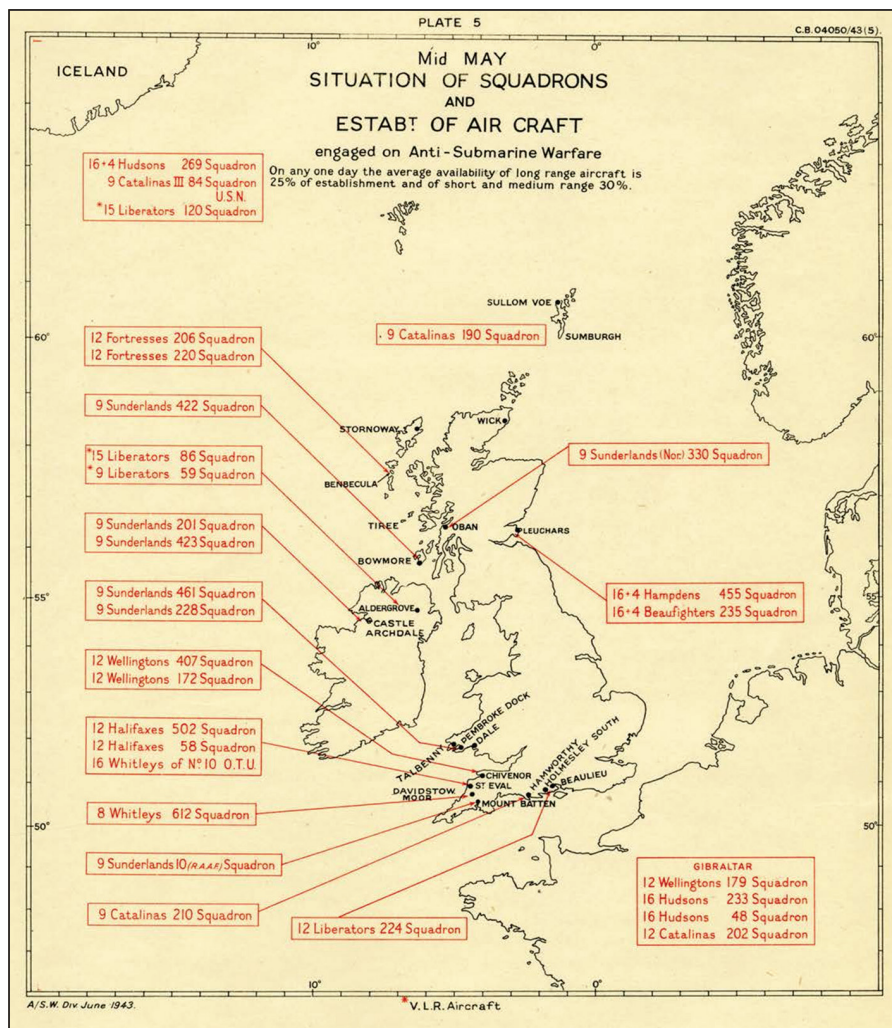 PLATE 5
C.B. 04050/43(5).
10°
0°
ICELAND
Mid MAY
SITUATION OF SQUADRONS
AND
ESTABT. OF AIR CRAFT
engaged on Anti-Submarine Warfare
On any one day the average availability of long range aircraft is
25% of establishment and of short and medium range 30%.
16+4 Hudsons 269 Squadron
9 Catalinas III 84 Squadron
U.S.N.
*15 Liberators 120 Squadron
SULLOM VOE
SUMBURGH
60°
60°
9 Catalinas 190 Squadron
12 Fortresses 206 Squadron
12 Fortresses 220 Squadron
9 Sunderlands 422 Squadron
STORNOWAY
WICK
*15 Liberators 86 Squadron
*9 Liberators 59 Squadron
9 Sunderlands (Nor) 330 Squadron
BENBECULA
TIREE
OBAN
LEUCHARS
9 Sunderlands 201 Squadron
9 Sunderlands 423 Squadron
BOWMORE
55°
55°
9 Sunderlands 461 Squadron
9 Sunderlands 228 Squadron
ALDERGROVE
CASTLE
ARCHDALE
16+4 Hampdens 455 Squadron
16+4 Beaufighters 235 Squadron
12 Wellingtons 407 Squadron
12 Wellingtons 172 Squadron
12 Halifaxes 502 Squadron
12 Halifaxes 58 Squadron
16 Whitleys of No 10 O.T.U.
TALBENNY
PEMBROKE DOCK
DALE
HAMWORTHY
HOLMESLEY SOUTH
BEAULIEU
CHIVENOR
ST EVAL
DAVIDSTOW
MOOR
MOUNT BATTEN
8 Whitleys 612 Squadron
50°
50°
9 Sunderlands 10 (R.A.A.F.) Squadron
9 Catalinas 210 Squadron
12 Liberators 224 Squadron
GIBRALTAR
12 Wellingtons 179 Squadron
16 Hudsons 233 Squadron
16 Hudsons 48 Squadron
12 Catalinas 202 Squadron
10°
0°
A/S.W. Div. June 1943.
*V.L.R. Aircraft